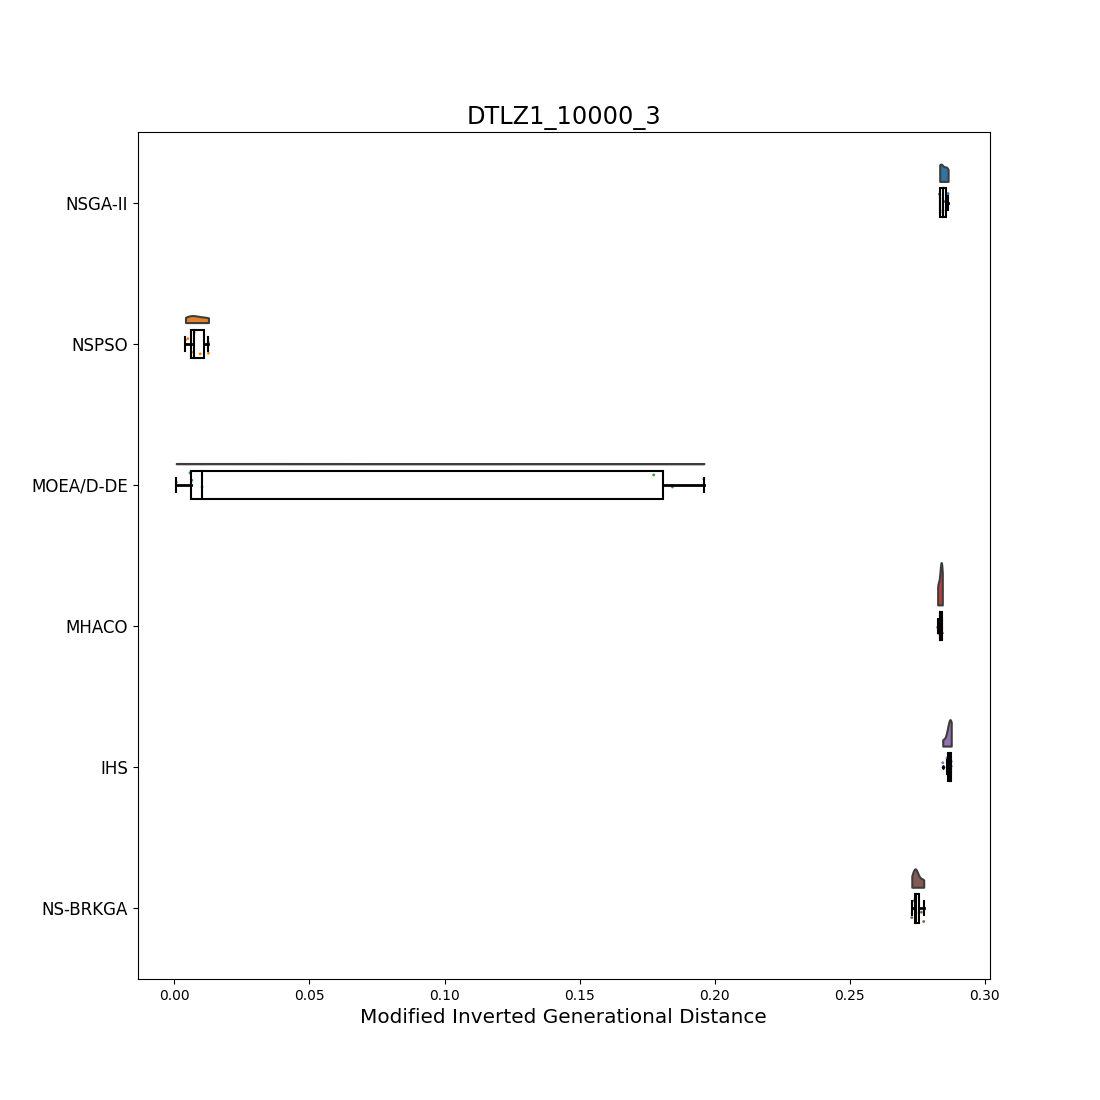 DTLZ1_10000_3
NSGA-II
NSPSO
MOEA/D-DE
MHACO
IHS
NS-BRKGA
0.00 0.05 0.10 0.15 0.20 0.25 0.30
Modified Inverted Generational Distance